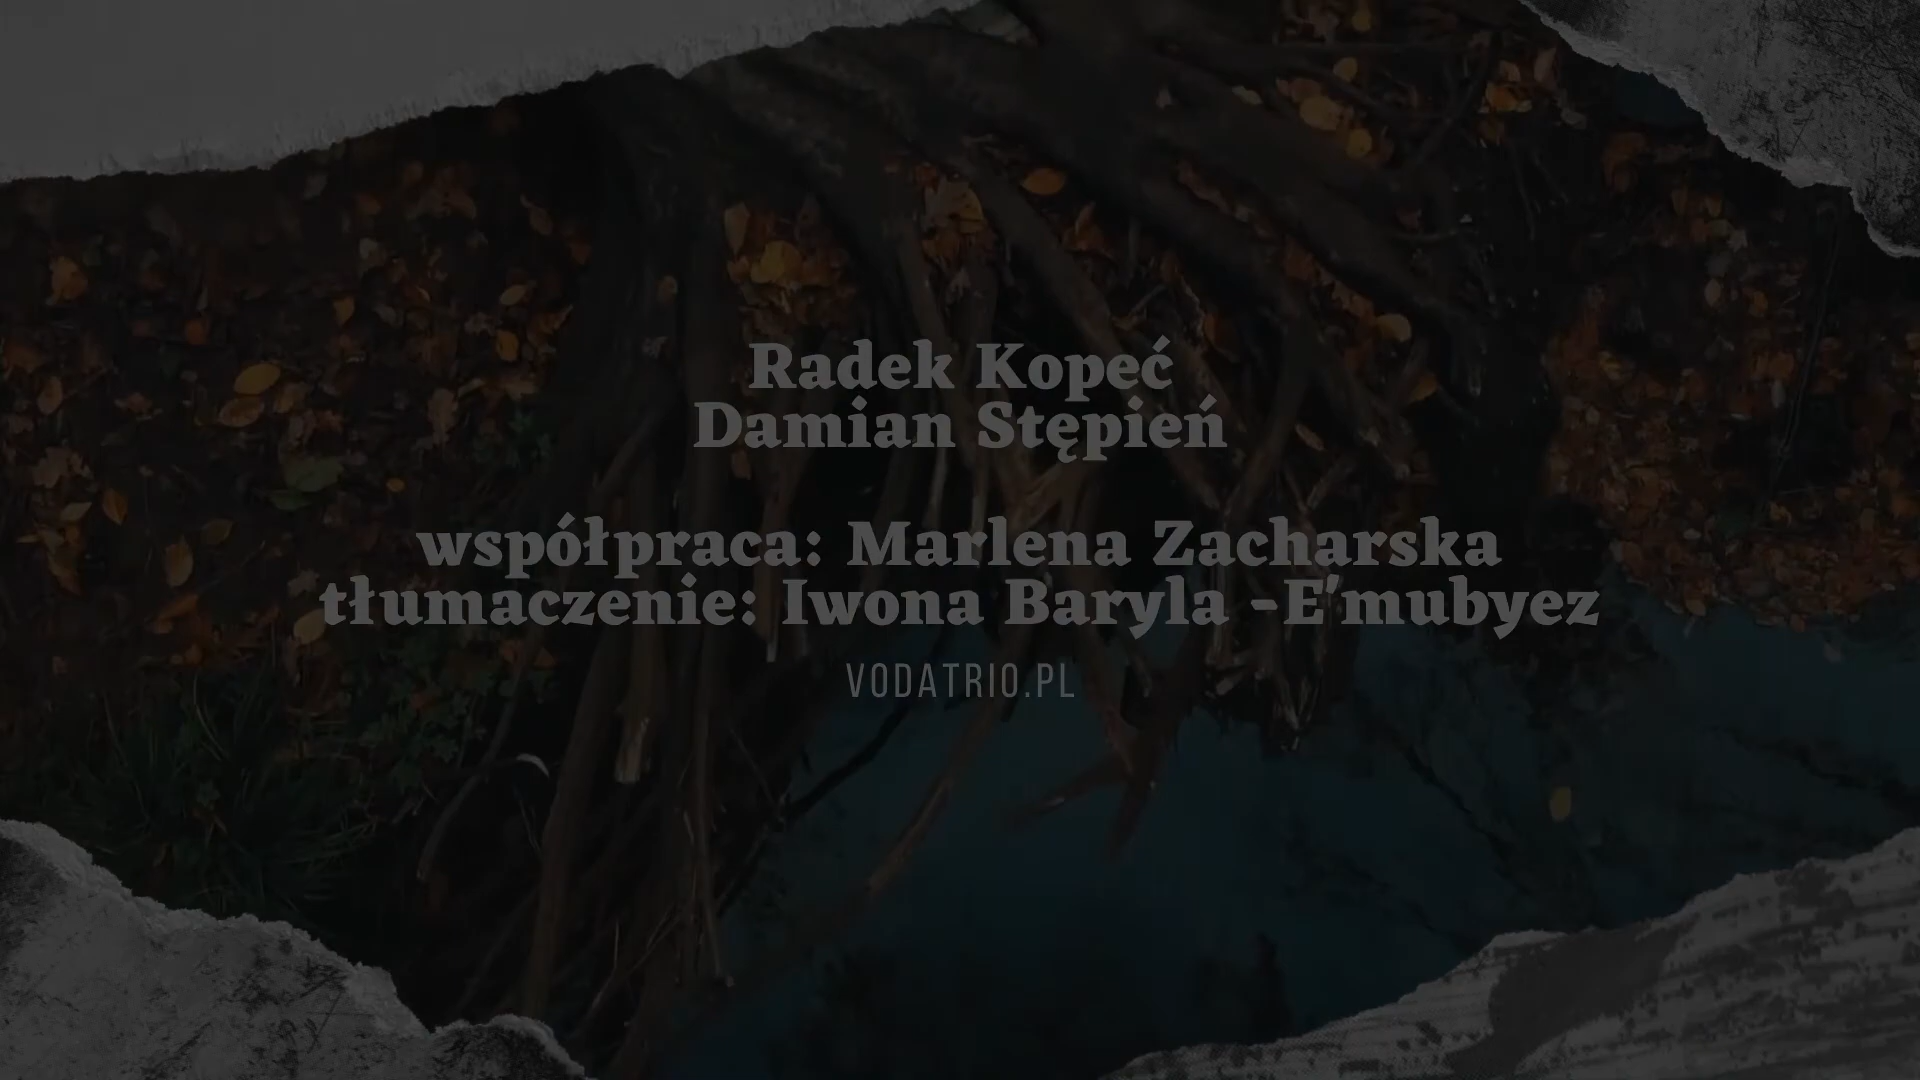 Radek Kopeć
Damian Stępień
współpraca: Marlena Zacharska
tłumaczenie: Iwona Baryla -E'mubyez
VODATRIO.PL